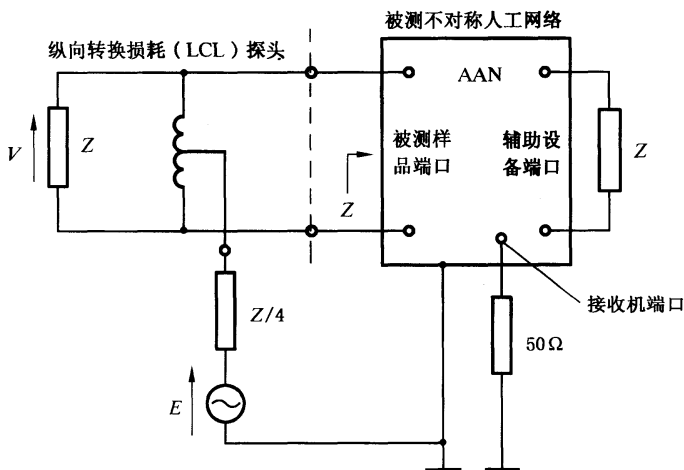 被测不对称人工网络
纵向转换损耗(LCL)探头
AAN
V
Z
被测样
品端口
辅助设
备端口
Z
Z
接收机端口
Z/4
50Ω
E